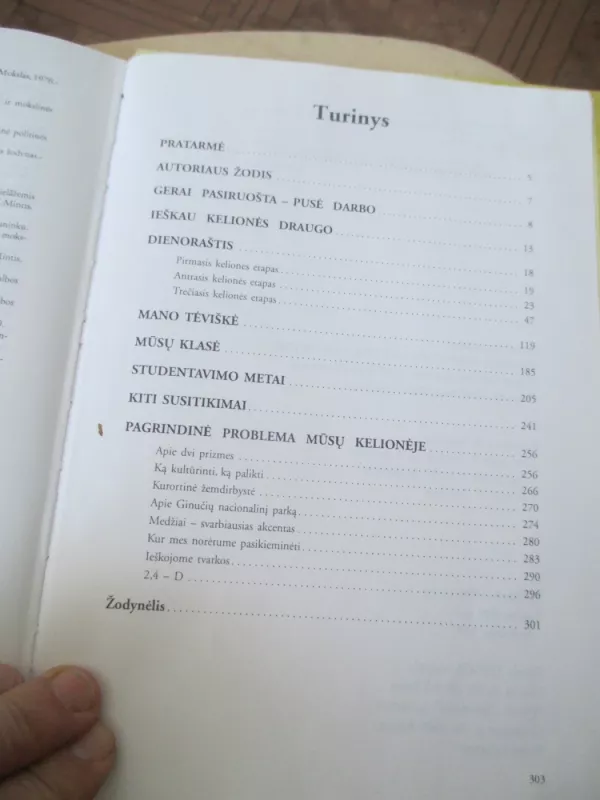 Mokslas, 1970.
Turinys
PRATARMĖ 5
AUTORIAUS ŽODIS 7
GERAI PASIRUOŠTA – PUSĖ DARBO 8
IEŠKAU KELIONĖS DRAUGO 15
DIENORAŠTIS 18
Pirmasis kelionės etapas 19
Antrasis kelionės etapas 23
Trečiasis kelionės etapas 47
MANO TĖVIŠKĖ 119
MŪSŲ KLASĖ 185
STUDENTAVIMO METAI 205
KITI SUSITIKIMAI 241
PAGRINDINĖ PROBLEMA MŪSŲ KELIONĖJE 256
Apie dvi prizmes 256
Ką kultūrinti, ką palikti 266
Kurortinė žemdirbystė 270
Apie Ginučių nacionalinį parką 274
Medžiai – svarbiausias akcentas 280
Kur mes norėtume pasikieminėti 283
Ieškojome tvarkos 290
2,4 – D 296
Žodynėlis 301
303